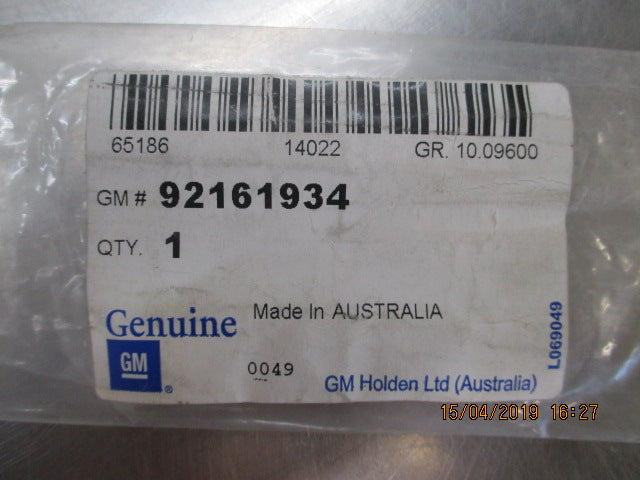 65186 14022 GR. 10.09600
GM # 92161934
QTY. 1
Made In AUSTRALIA
Genuine
GM ®
0049
GM Holden Ltd (Australia)
L069049
15/04/2019 16:27